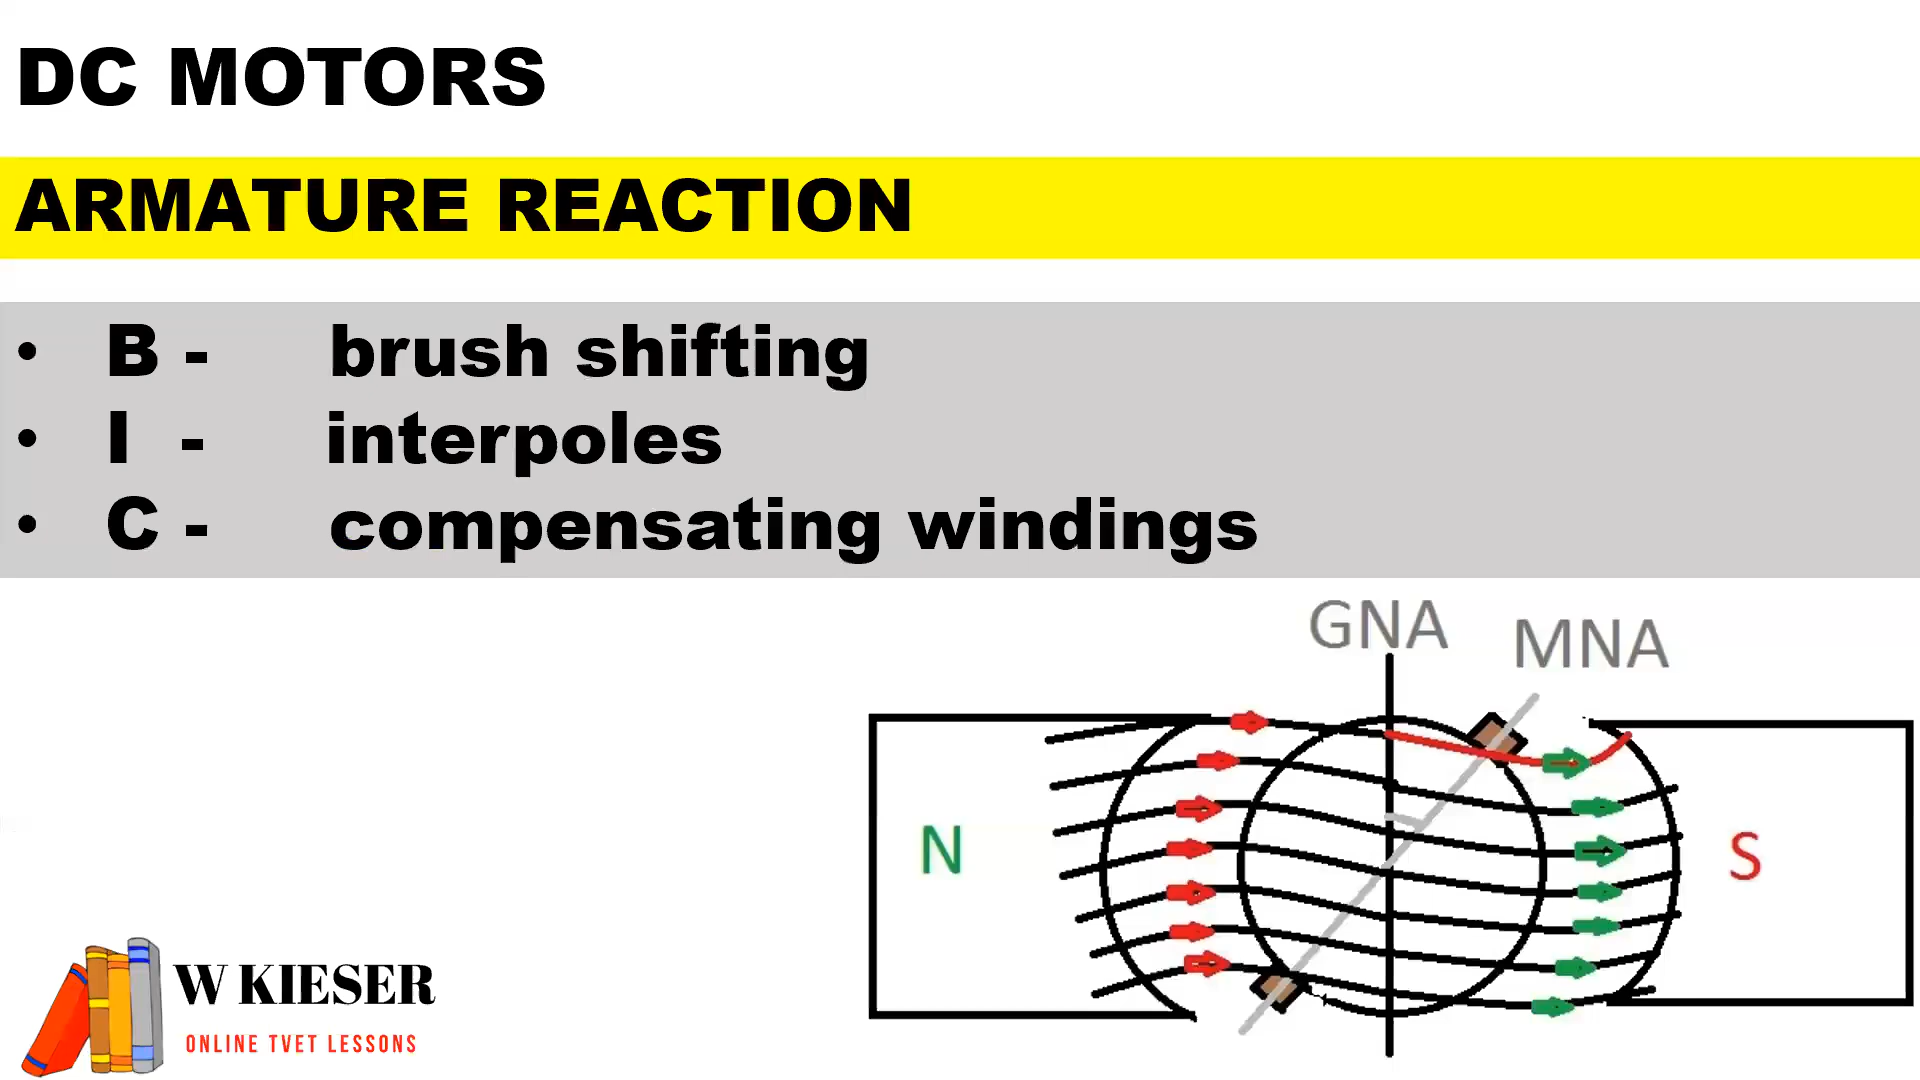 DC MOTORS
ARMATURE REACTION
• B - brush shifting
• I - interpoles
• C - compensating windings
GNA
MNA
N
S
W KIESER
ONLINE TVET LESSONS